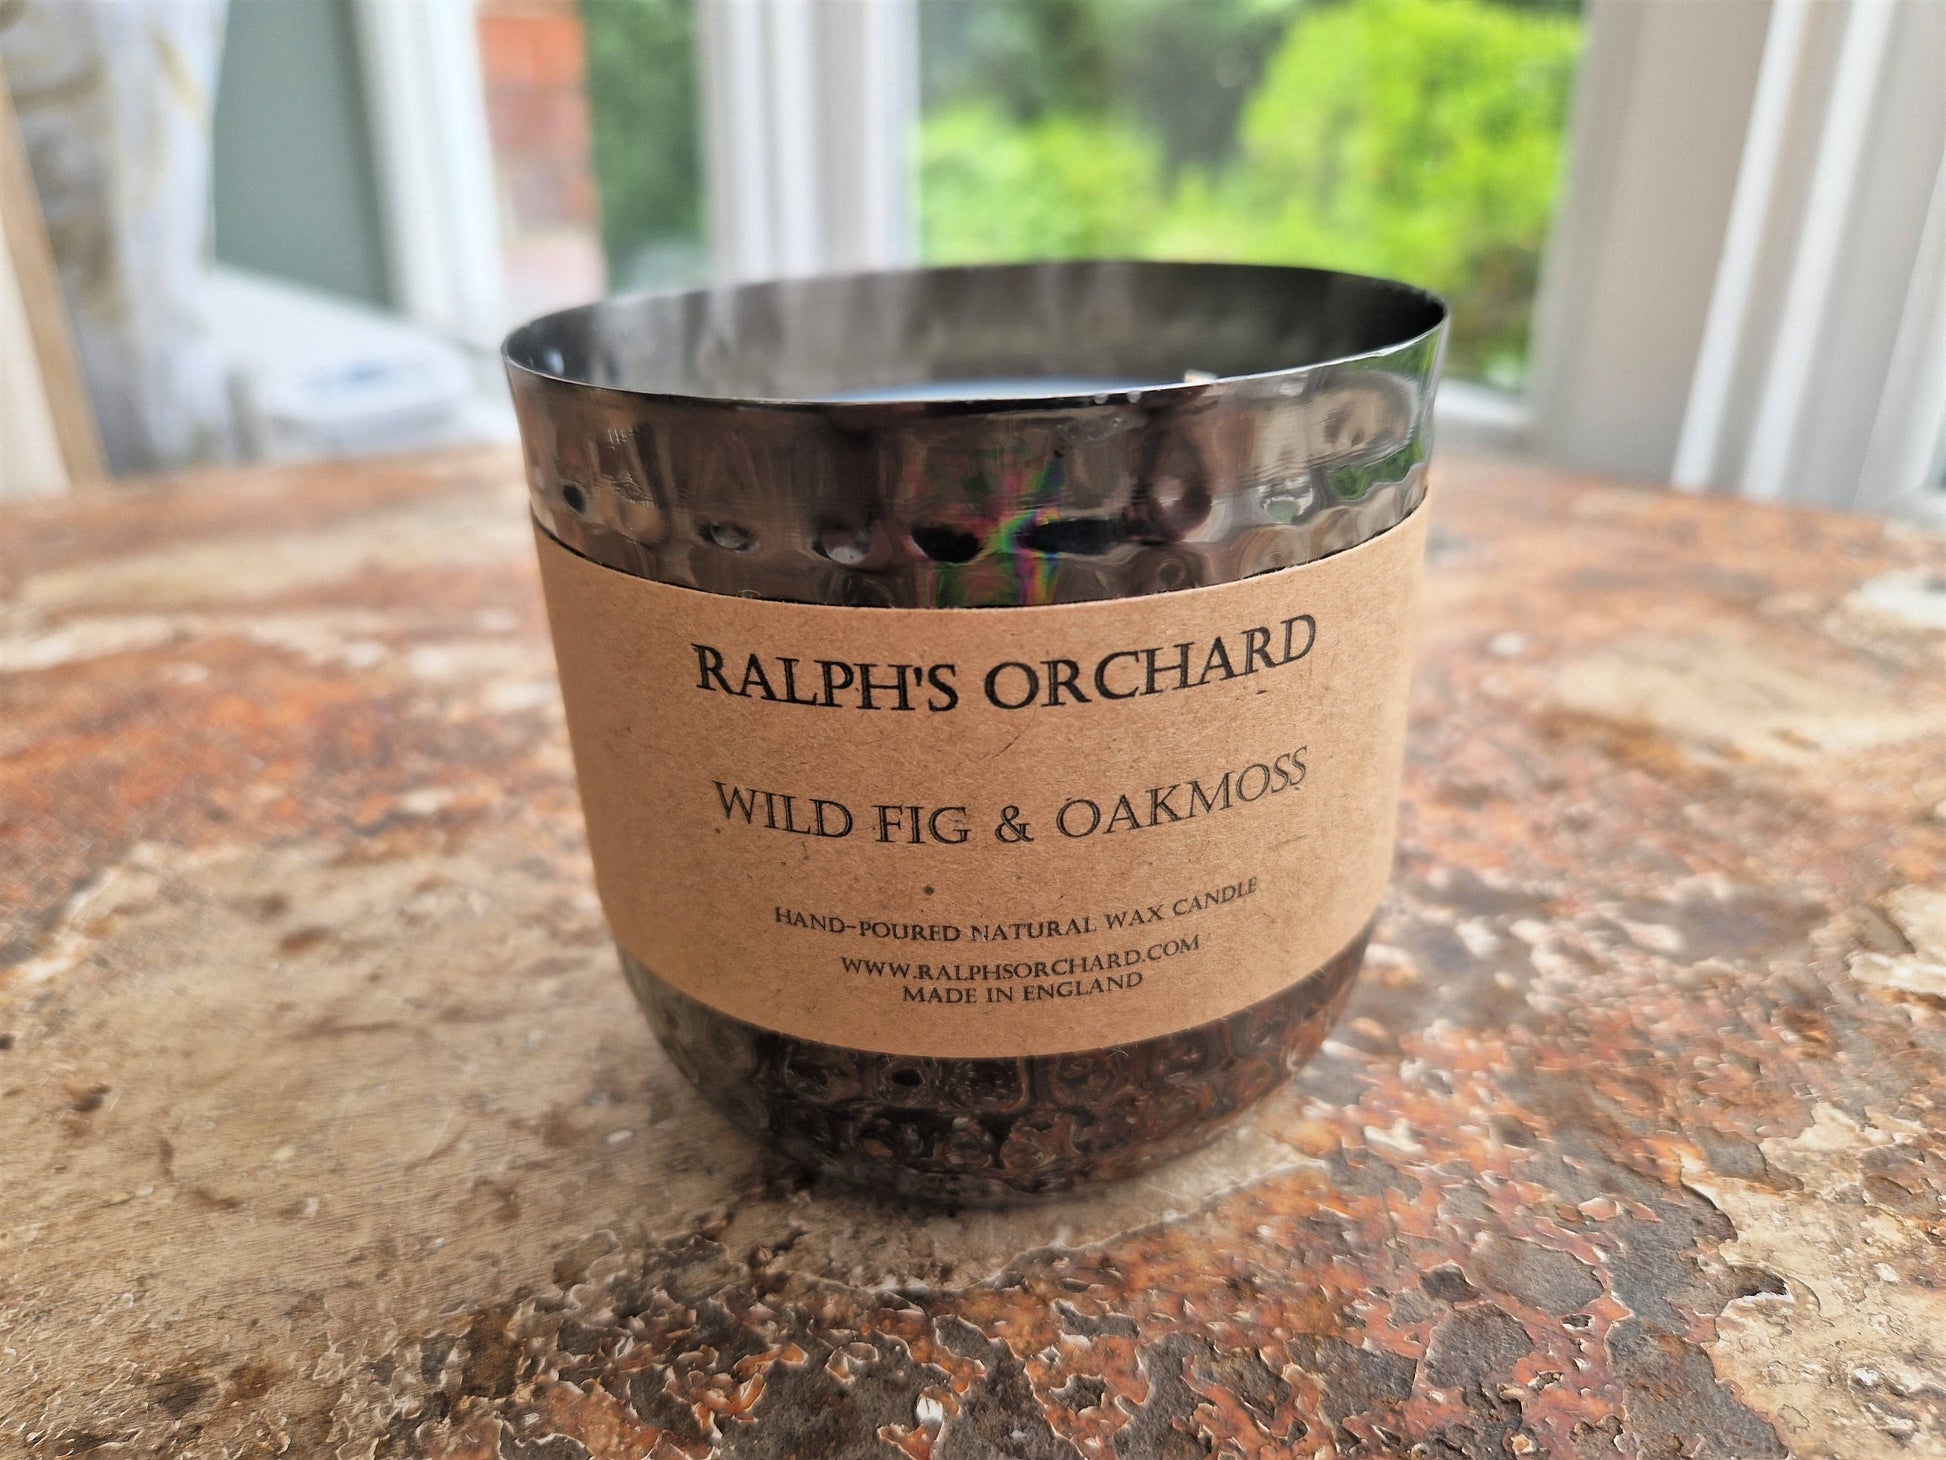 RALPH'S ORCHARD
WILD FIG & OAKMOSS
HAND-POURED NATURAL WAX CANDLE
WWW.RALPHSORCHARD.COM
MADE IN ENGLAND